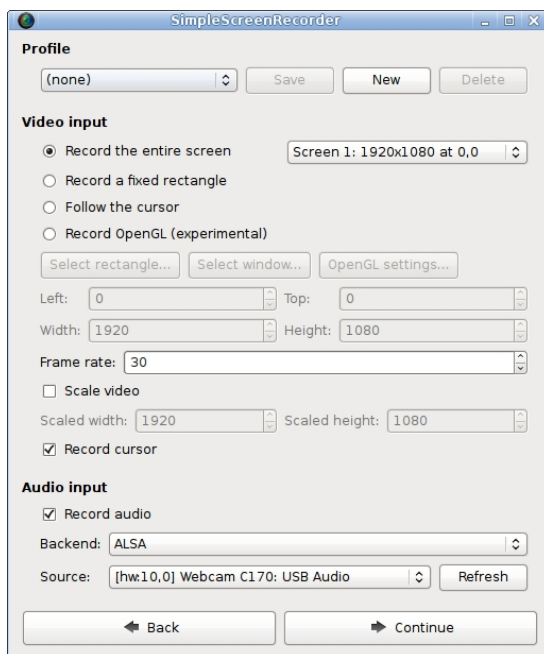 SimpleScreenRecorder
Profile
(none) Save New Delete
Video input
Record the entire screen Screen 1: 1920x1080 at 0,0
Record a fixed rectangle
Follow the cursor
Record OpenGL (experimental)
Select rectangle... Select window... OpenGL settings...
Left: 0 Top: 0
Width: 1920 Height: 1080
Frame rate: 30
Scale video
Scaled width: 1920 Scaled height: 1080
Record cursor
Audio input
Record audio
Backend: ALSA
Source: [hw:10,0] Webcam C170: USB Audio Refresh
Back Continue